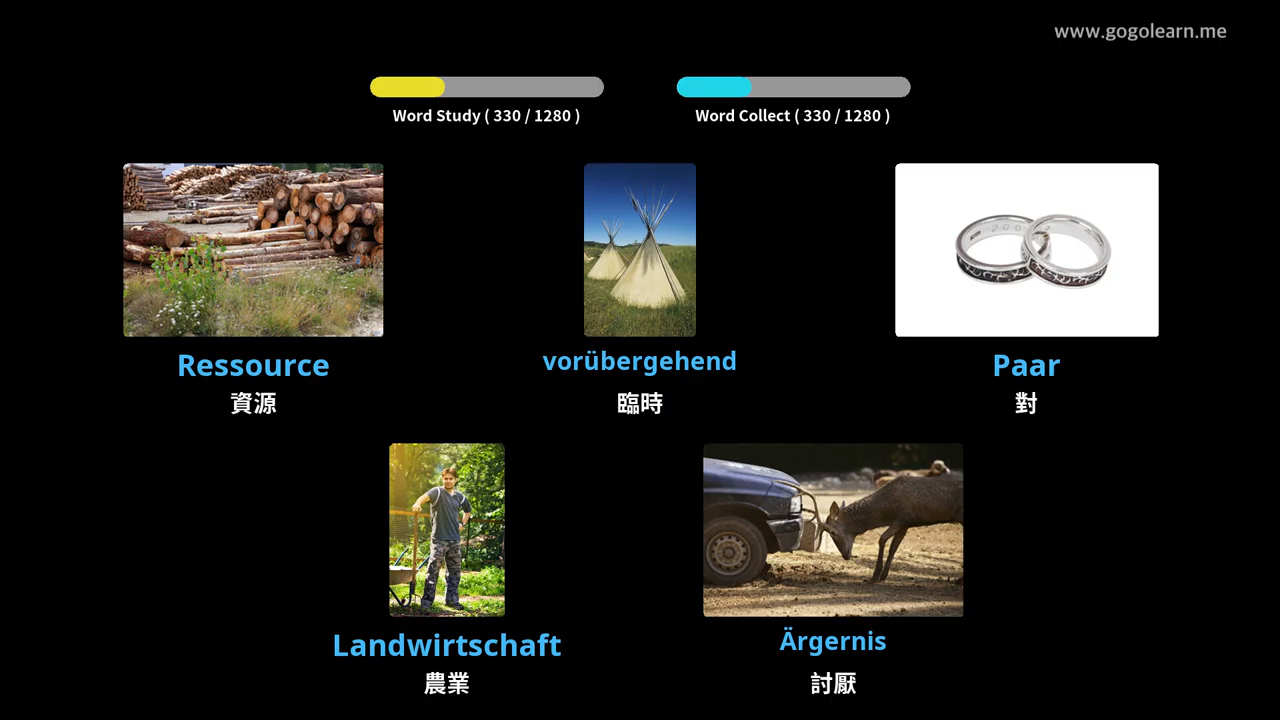 www.gogolearn.me
Word Study ( 330 / 1280 )
Word Collect ( 330 / 1280 )
Ressource
資源
vorübergehend
臨時
Paar
對
Landwirtschaft
農業
Ärgernis
討厭